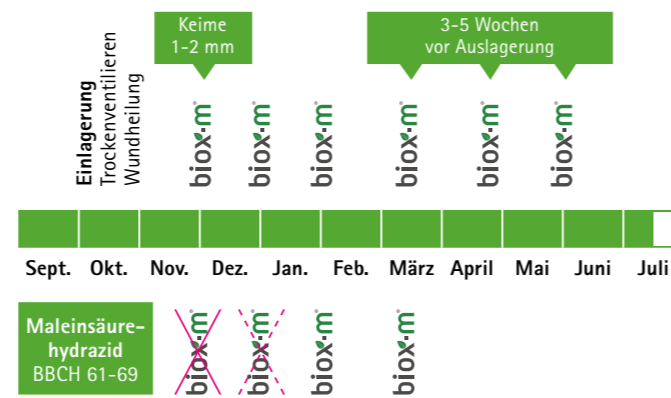 Keime
1-2 mm
3-5 Wochen
vor Auslagerung
Einlagerung
Trockenventilieren
Wundheilung
biox·m®
biox·m®
biox·m®
biox·m®
biox·m®
biox·m®
Sept. Okt. Nov. Dez. Jan. Feb. März April Mai Juni Juli
Maleinsäure-
hydrazid
BBCH 61-69
biox·m®
biox·m®
biox·m®
biox·m®